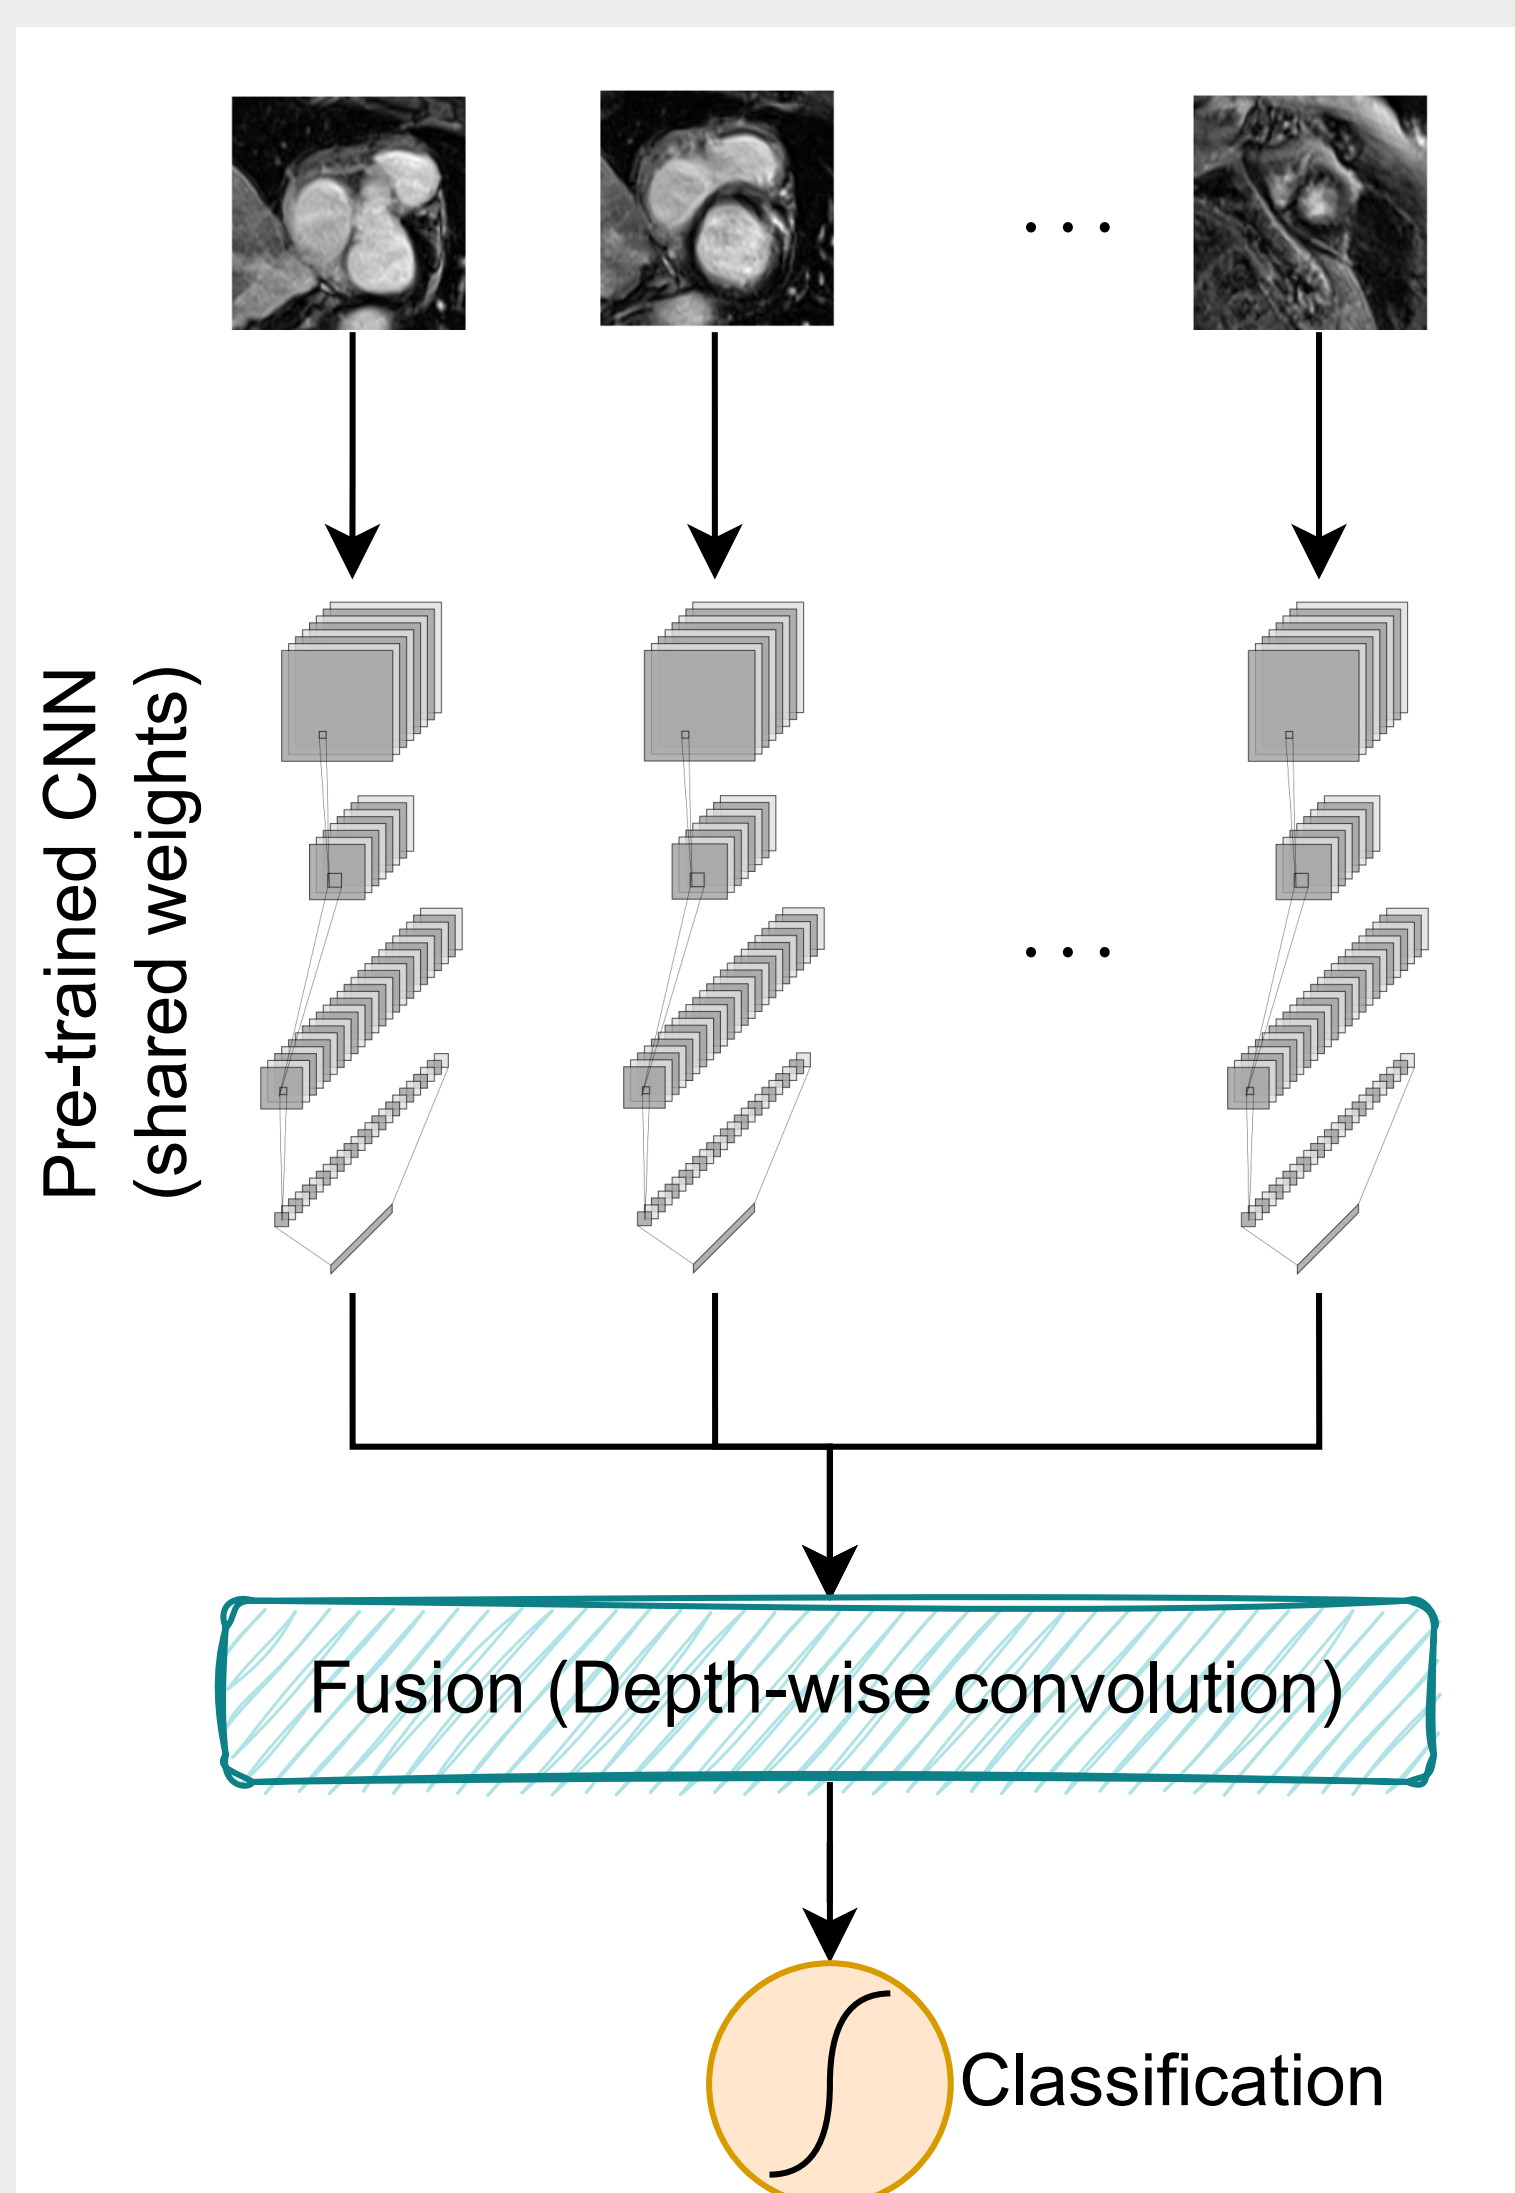 Pre-trained CNN
(shared weights)
Fusion (Depth-wise convolution)
Classification